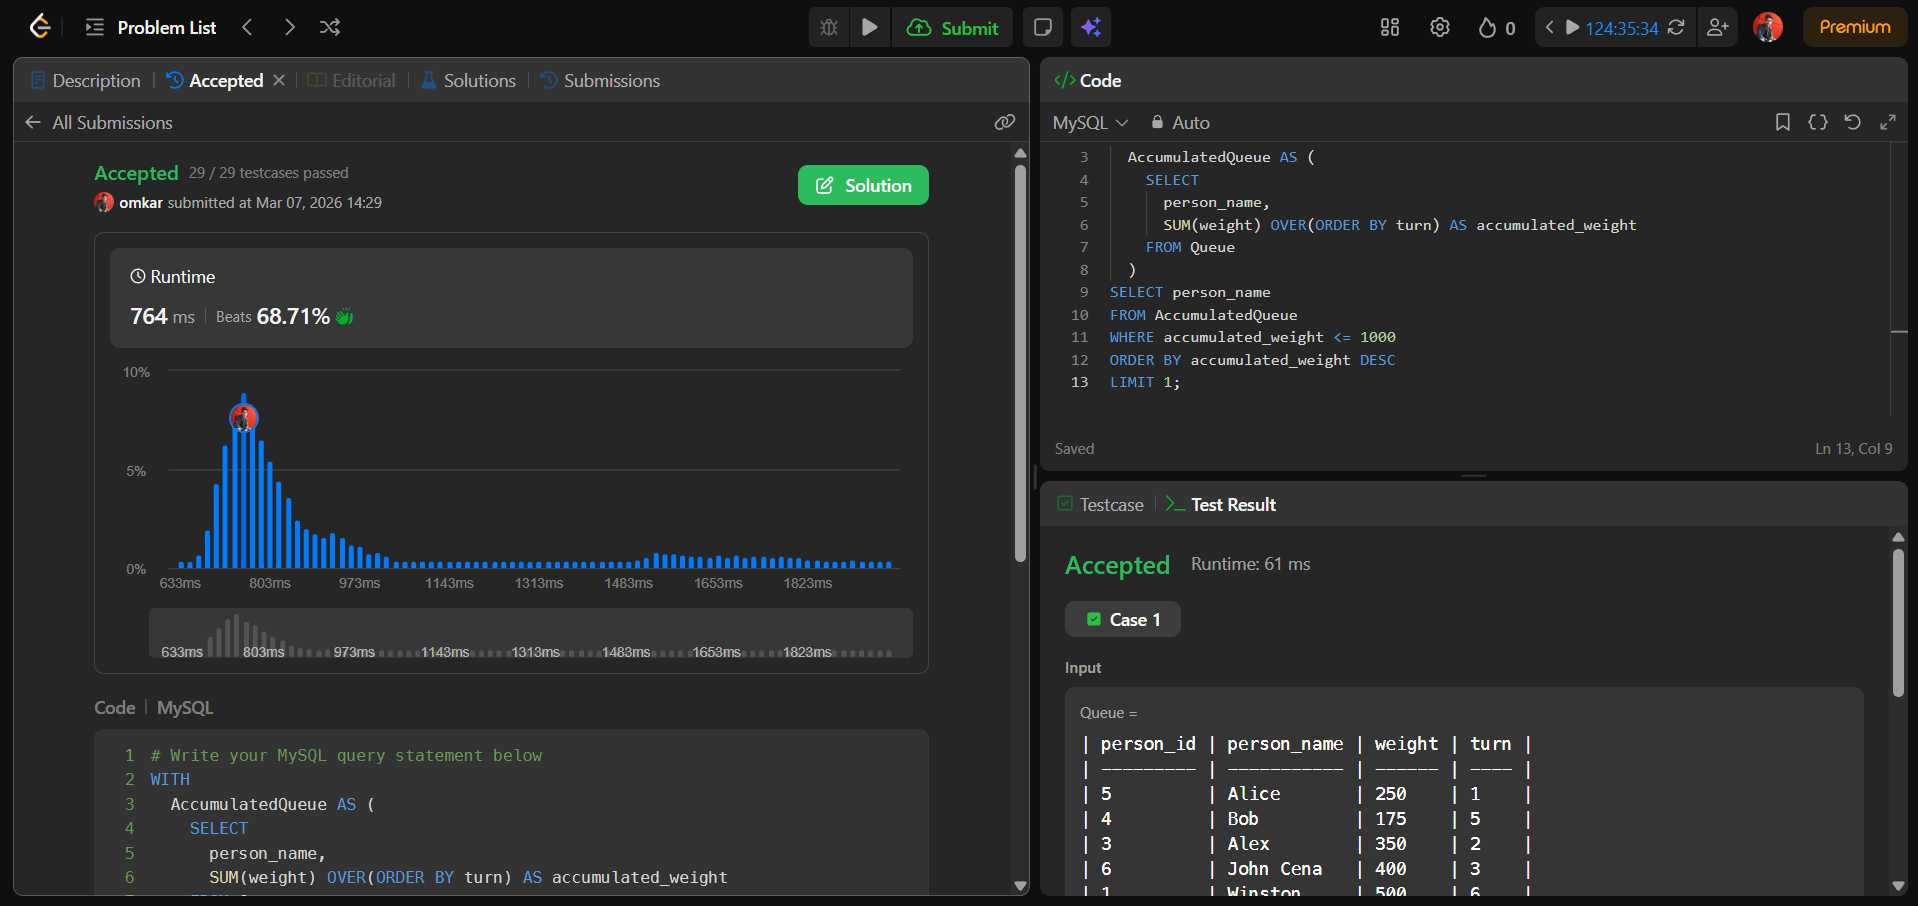 Problem List
Submit
0
124:35:34
Premium
Description
Accepted
Editorial
Solutions
Submissions
All Submissions
Accepted 29 / 29 testcases passed
omkar submitted at Mar 07, 2026 14:29
Solution
Runtime
764 ms Beats 68.71%
10%
5%
0%
633ms 803ms 973ms 1143ms 1313ms 1483ms 1653ms 1823ms
633ms 803ms 973ms 1143ms 1313ms 1483ms 1653ms 1823ms
Code MySQL
1 # Write your MySQL query statement below
2 WITH
3 AccumulatedQueue AS (
4 SELECT
5 person_name,
6 SUM(weight) OVER(ORDER BY turn) AS accumulated_weight
</> Code
MySQL Auto
3 AccumulatedQueue AS (
4 SELECT
5 person_name,
6 SUM(weight) OVER(ORDER BY turn) AS accumulated_weight
7 FROM Queue
8 )
9 SELECT person_name
10 FROM AccumulatedQueue
11 WHERE accumulated_weight <= 1000
12 ORDER BY accumulated_weight DESC
13 LIMIT 1;
Saved
Ln 13, Col 9
Testcase
Test Result
Accepted Runtime: 61 ms
Case 1
Input
Queue =
| person_id | person_name | weight | turn |
| --------- | ----------- | ------ | ---- |
| 5 | Alice | 250 | 1 |
| 4 | Bob | 175 | 5 |
| 3 | Alex | 350 | 2 |
| 6 | John Cena | 400 | 3 |
| 1 | Winston | 500 | 6 |